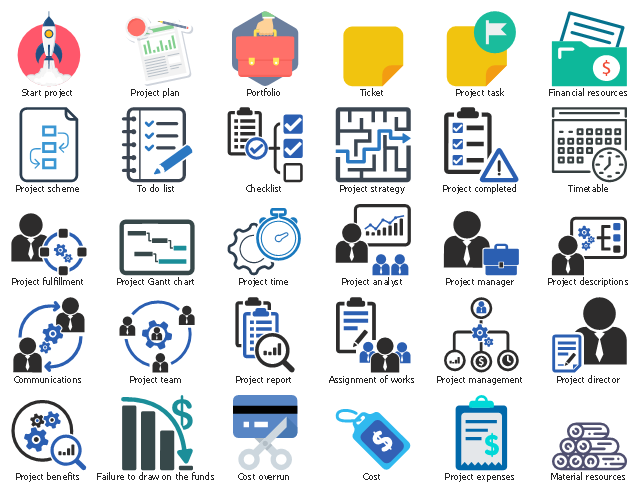 Start project
Project plan
Portfolio
Ticket
Project task
Financial resources
Project scheme
To do list
Checklist
Project strategy
Project completed
Timetable
Project fulfillment
Project Gantt chart
Project time
Project analyst
Project manager
Project descriptions
Communications
Project team
Project report
Assignment of works
Project management
Project director
Project benefits
Failure to draw on the funds
Cost overrun
Cost
Project expenses
Material resources